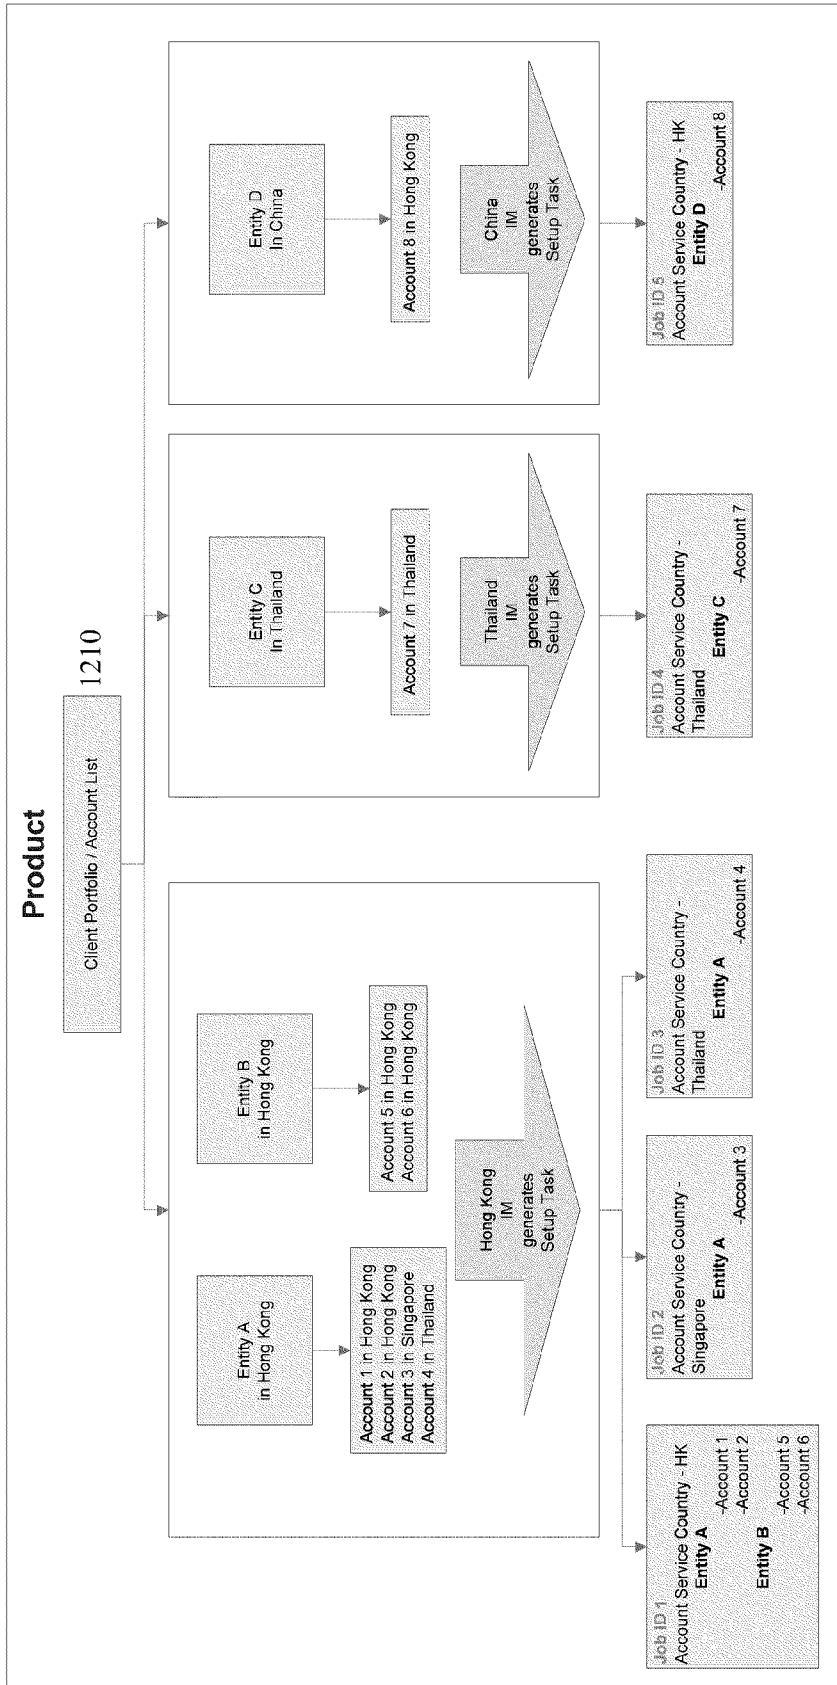 Product
Client Portfolio / Account List
1210
Entity A
in Hong Kong
Entity B
in Hong Kong
Account 1 in Hong Kong
Account 2 in Hong Kong
Account 3 in Singapore
Account 4 in Thailand
Account 5 in Hong Kong
Account 6 in Hong Kong
Hong Kong
IM
generates
Setup Task
Entity C
In Thailand
Account 7 in Thailand
Thailand
IM
generates
Setup Task
Entity D
In China
Account 8 in Hong Kong
China
IM
generates
Setup Task
Job ID 1
Account Service Country - HK
Entity A
-Account 1
-Account 2
Entity B
-Account 5
-Account 6
Job ID 2
Account Service Country -
Singapore
Entity A
-Account 3
Job ID 3
Account Service Country -
Thailand
Entity A
-Account 4
Job ID 4
Account Service Country -
Thailand
Entity C
-Account 7
Job ID 5
Account Service Country - HK
Entity D
-Account 8